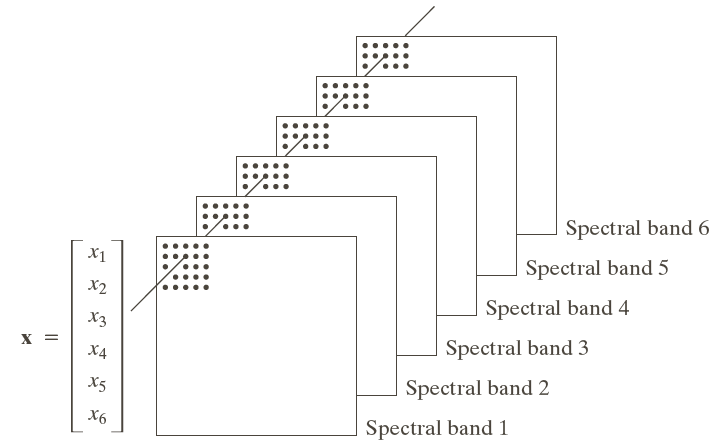 Spectral band 6
Spectral band 5
Spectral band 4
Spectral band 3
Spectral band 2
Spectral band 1
x =
x₁
x₂
x₃
x₄
x₅
x₆